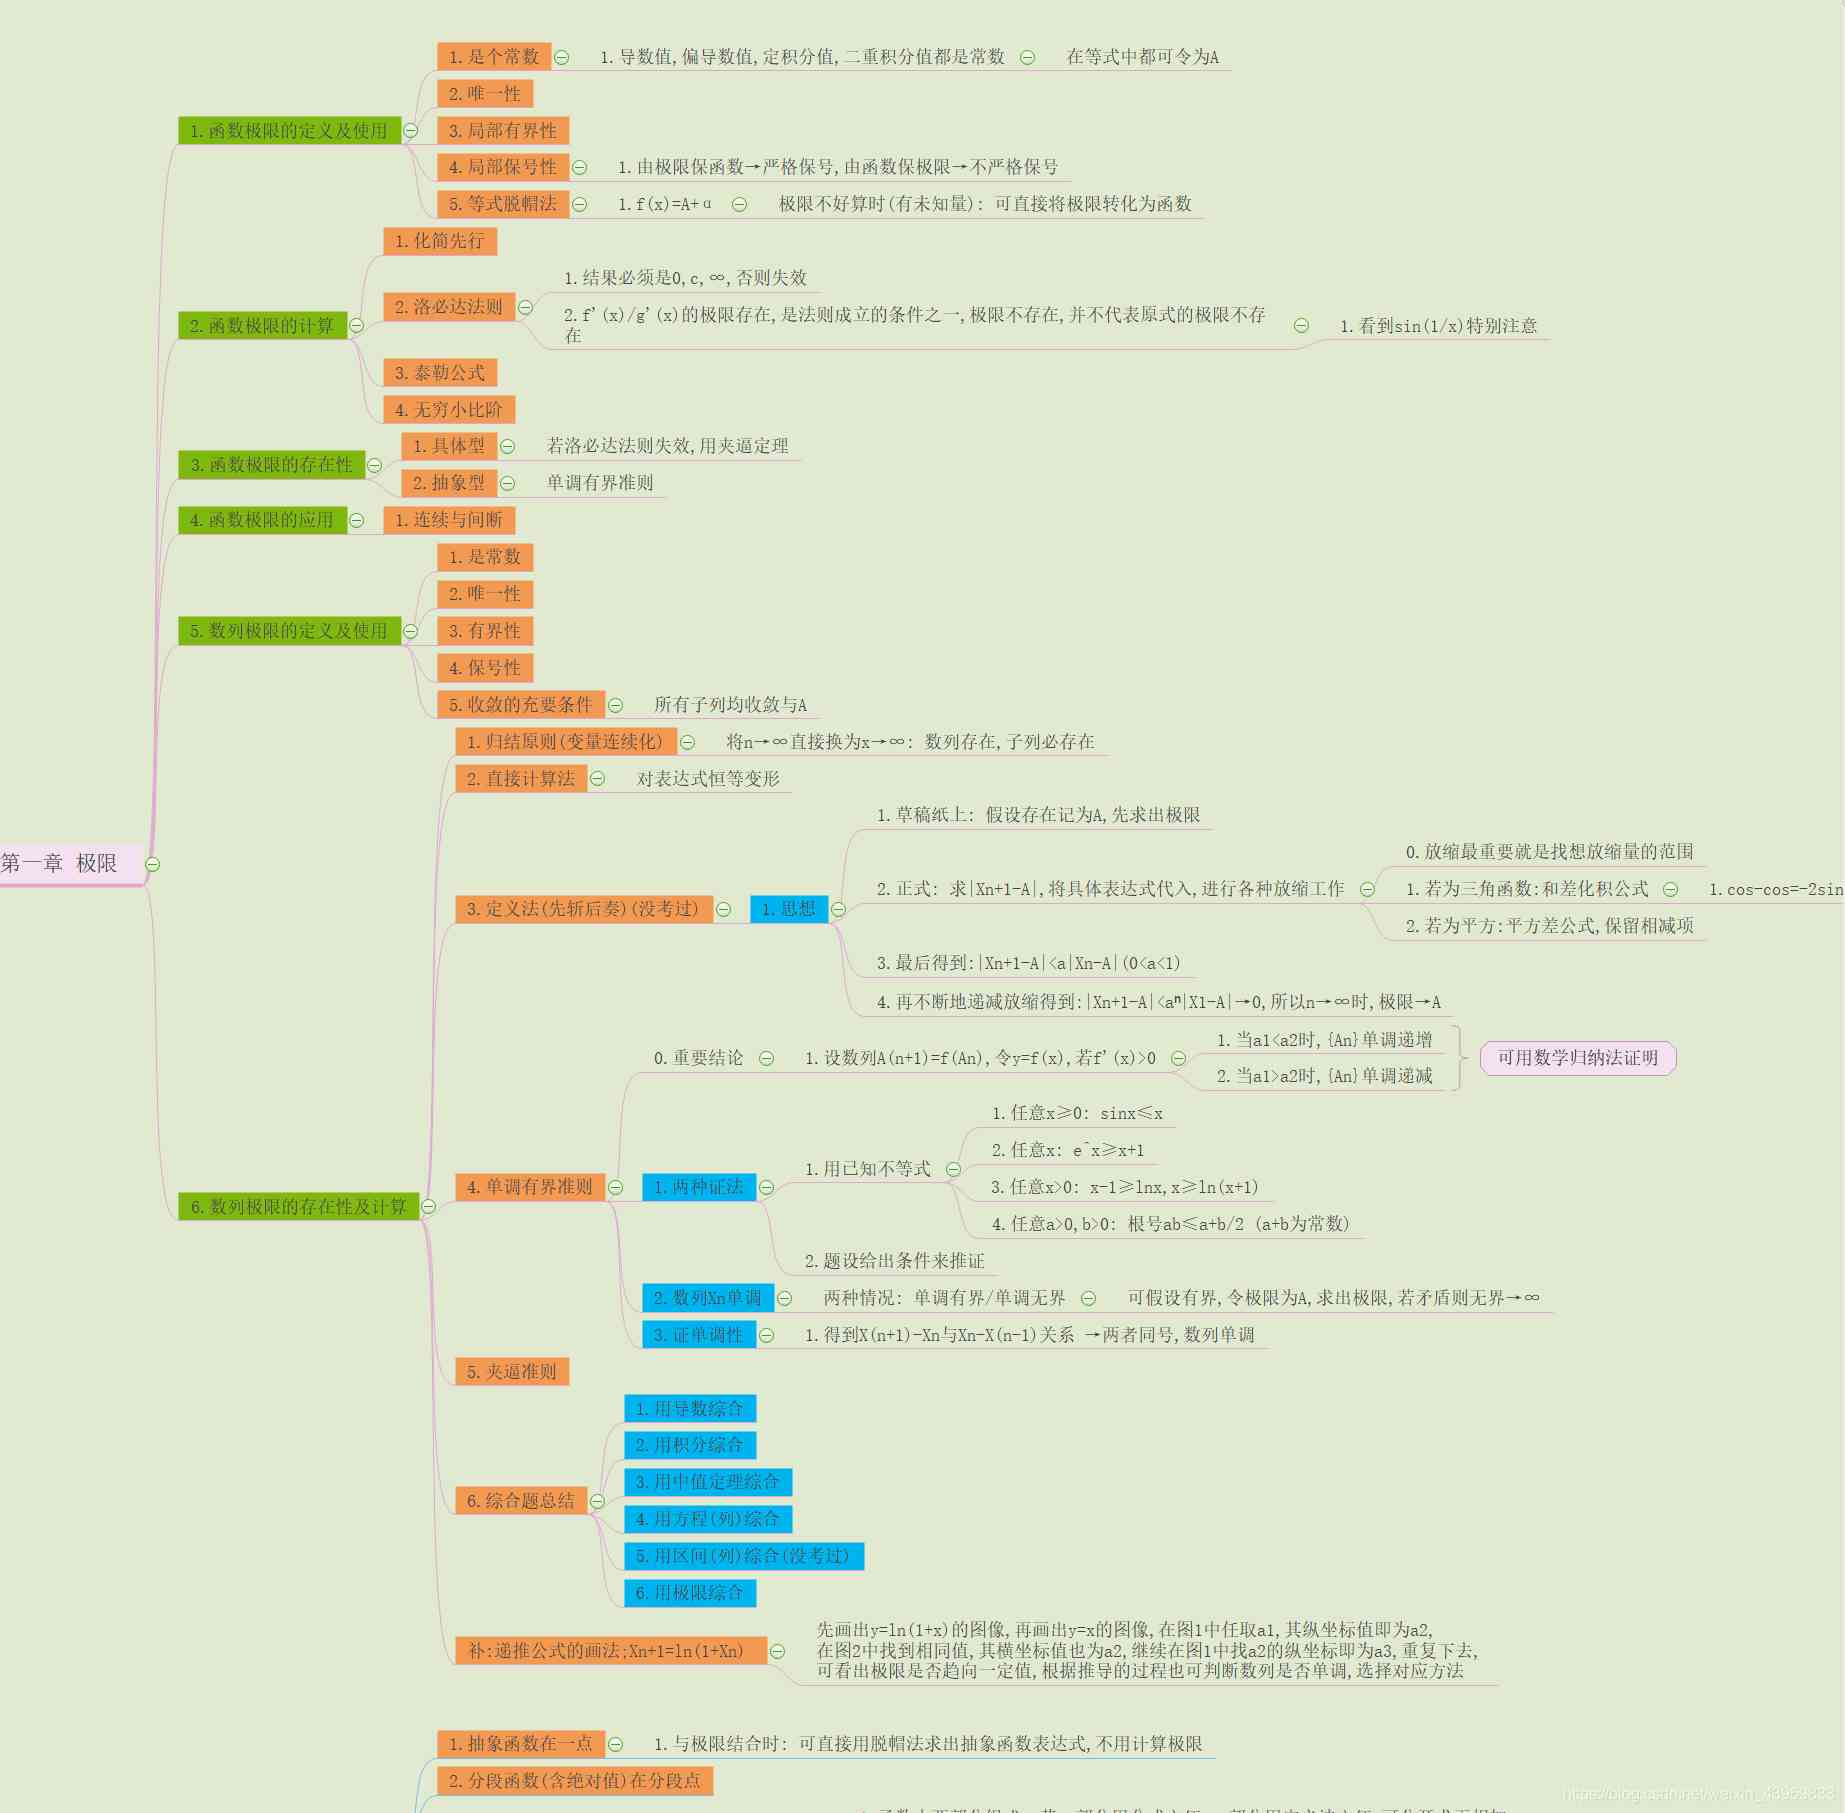 1.是个常数
1.导数值,偏导数值,定积分值,二重积分值都是常数
在等式中都可令为A
2.唯一性
1.函数极限的定义及使用
3.局部有界性
4.局部保号性
1.由极限保函数→严格保号,由函数保极限→不严格保号
5.等式脱帽法
1.f(x)=A+α
极限不好算时(有未知量): 可直接将极限转化为函数
1.化简先行
2.函数极限的计算
2.洛必达法则
1.结果必须是0,c,∞,否则失效
2.f'(x)/g'(x)的极限存在,是法则成立的条件之一,极限不存在,并不代表原式的极限不存
在
1.看到sin(1/x)特别注意
3.泰勒公式
4.无穷小比阶
3.函数极限的存在性
1.具体型
若洛必达法则失效,用夹逼定理
2.抽象型
单调有界准则
4.函数极限的应用
1.连续与间断
1.是常数
2.唯一性
5.数列极限的定义及使用
3.有界性
4.保号性
5.收敛的充要条件
所有子列均收敛与A
第一章 极限
6.数列极限的存在性及计算
1.归结原则(变量连续化)
将n→∞直接换为x→∞: 数列存在,子列必存在
2.直接计算法
对表达式恒等变形
3.定义法(先斩后奏)(没考过)
1.思想
1.草稿纸上: 假设存在记为A,先求出极限
2.正式: 求|Xn+1-A|,将具体表达式代入,进行各种放缩工作
0.放缩最重要就是找想放缩量的范围
1.若为三角函数:和差化积公式
1.cos-cos=-2sin
2.若为平方:平方差公式,保留相减项
3.最后得到:|Xn+1-A|<a|Xn-A|(0<a<1)
4.再不断地递减放缩得到:|Xn+1-A|<aⁿ|X1-A|→0,所以n→∞时,极限→A
4.单调有界准则
0.重要结论
1.设数列A(n+1)=f(An),令y=f(x),若f'(x)>0
1.当a1<a2时,{An}单调递增
2.当a1>a2时,{An}单调递减
可用数学归纳法证明
1.两种证法
1.用已知不等式
1.任意x≥0: sinx≤x
2.任意x: e^x≥x+1
3.任意x>0: x-1≥lnx,x≥ln(x+1)
4.任意a>0,b>0: 根号ab≤a+b/2 (a+b为常数)
2.题设给出条件来推证
2.数列Xn单调
两种情况: 单调有界/单调无界
可假设有界,令极限为A,求出极限,若矛盾则无界→∞
3.证单调性
1.得到X(n+1)-Xn与Xn-X(n-1)关系 →两者同号,数列单调
5.夹逼准则
6.综合题总结
1.用导数综合
2.用积分综合
3.用中值定理综合
4.用方程(列)综合
5.用区间(列)综合(没考过)
6.用极限综合
补:递推公式的画法;Xn+1=ln(1+Xn)
先画出y=ln(1+x)的图像,再画出y=x的图像,在图1中任取a1,其纵坐标值即为a2,
在图2中找到相同值,其横坐标值也为a2,继续在图1中找a2的纵坐标即为a3,重复下去,
可看出极限是否趋向一定值,根据推导的过程也可判断数列是否单调,选择对应方法
1.抽象函数在一点
1.与极限结合时: 可直接用脱帽法求出抽象函数表达式,不用计算极限
2.分段函数(含绝对值)在分段点